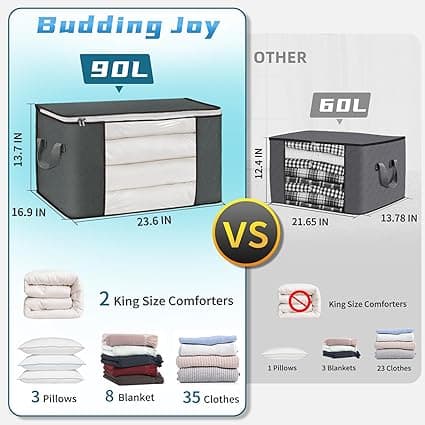 Budding Joy
90L
13.7 IN
16.9 IN
23.6 IN
2 King Size Comforters
3 Pillows
8 Blanket
35 Clothes
VS
OTHER
60L
12.4 IN
21.65 IN
13.78 IN
King Size Comforters
1 Pillows
3 Blankets
23 Clothes